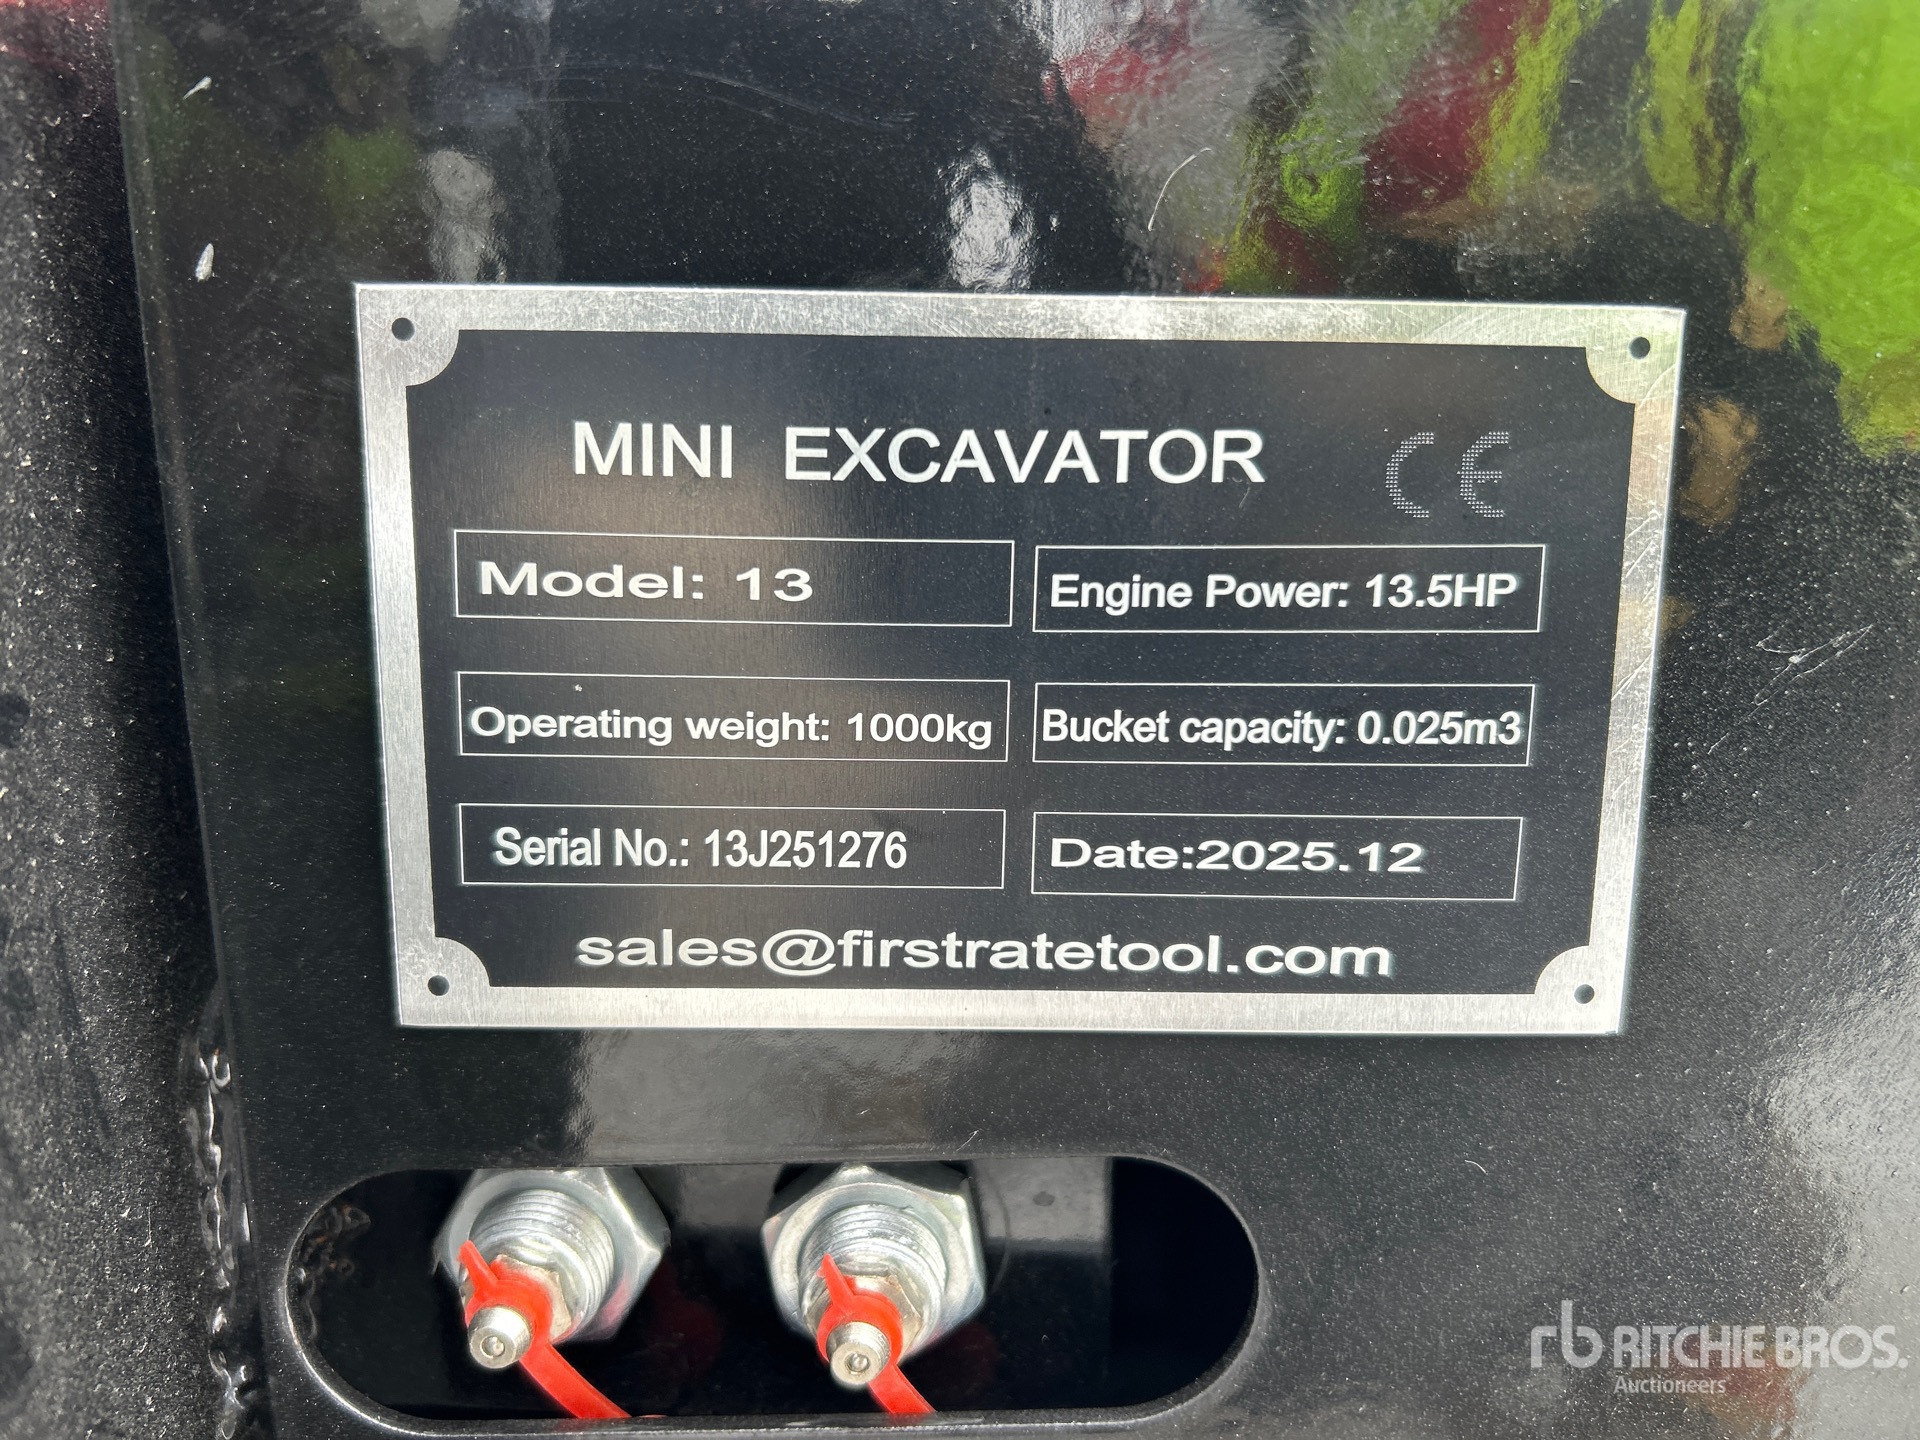 MINI EXCAVATOR CE
Model: 13
Engine Power: 13.5HP
Operating weight: 1000kg
Bucket capacity: 0.025m3
Serial No.: 13J251276
Date:2025.12
sales@firstratetool.com
rb RITCHIE BROS.
Auctioneers